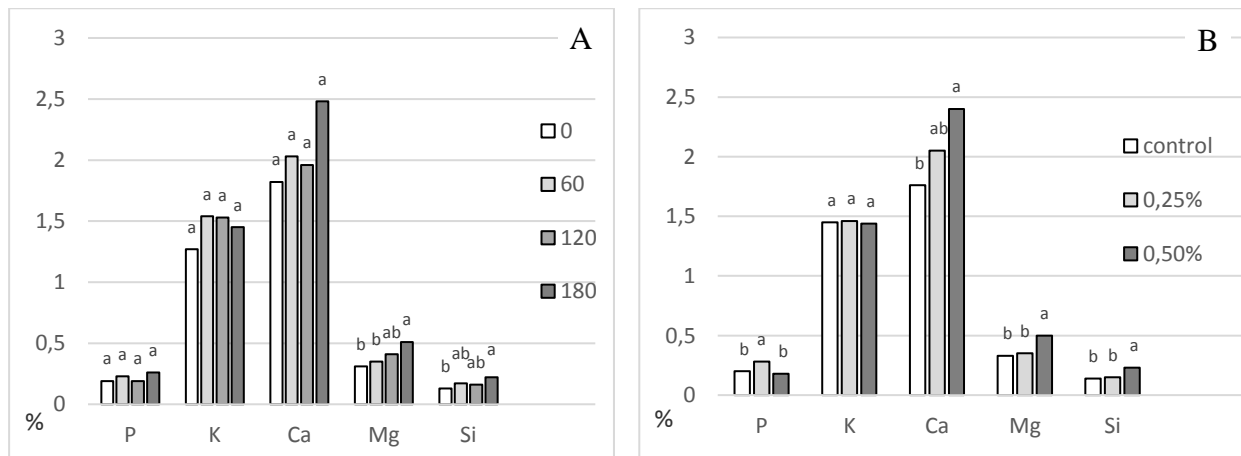 A
3
2,5
2
1,5
1
0,5
0
%
a a a a
a a a a
a a a a
b b ab a
b ab ab a
P K Ca Mg Si
0
60
120
180
B
3
2,5
2
1,5
1
0,5
0
%
b a b
a a a
b ab a
b b a
b b a
P K Ca Mg Si
control
0,25%
0,50%